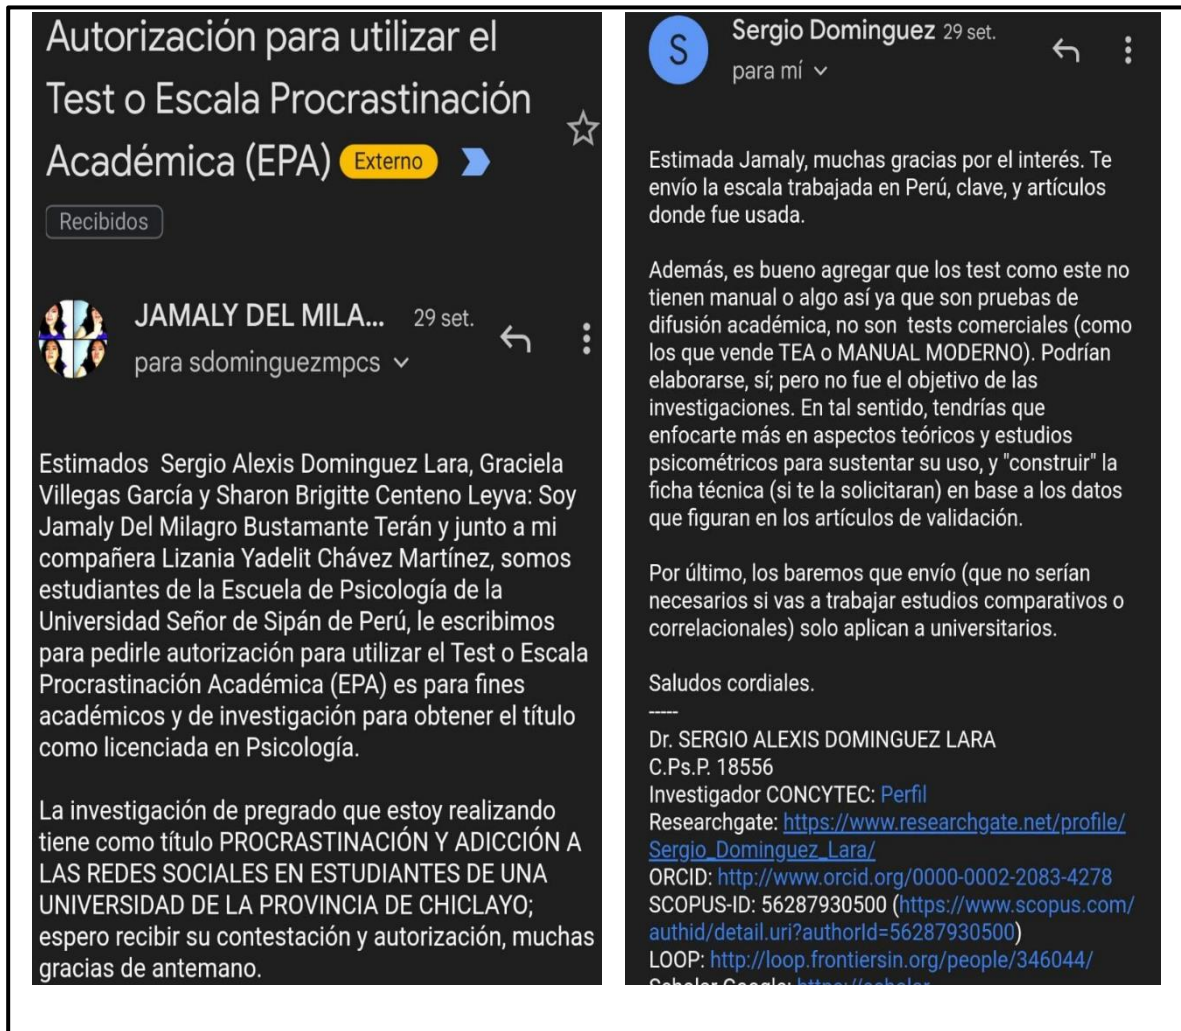 Autorización para utilizar el
Test o Escala Procrastinación
Académica (EPA) Externo
Recibidos
JAMALY DEL MILA... 29 set.
para sdominguezmpcs
Estimados Sergio Alexis Dominguez Lara, Graciela
Villegas García y Sharon Brigitte Centeno Leyva: Soy
Jamaly Del Milagro Bustamante Terán y junto a mi
compañera Lizania Yadelit Chávez Martínez, somos
estudiantes de la Escuela de Psicología de la
Universidad Señor de Sipán de Perú, le escribimos
para pedirle autorización para utilizar el Test o Escala
Procrastinación Académica (EPA) es para fines
académicos y de investigación para obtener el título
como licenciada en Psicología.
La investigación de pregrado que estoy realizando
tiene como título PROCRASTINACIÓN Y ADICCIÓN A
LAS REDES SOCIALES EN ESTUDIANTES DE UNA
UNIVERSIDAD DE LA PROVINCIA DE CHICLAYO;
espero recibir su contestación y autorización, muchas
gracias de antemano.
S
Sergio Dominguez 29 set.
para mí
Estimada Jamaly, muchas gracias por el interés. Te
envío la escala trabajada en Perú, clave, y artículos
donde fue usada.
Además, es bueno agregar que los test como este no
tienen manual o algo así ya que son pruebas de
difusión académica, no son tests comerciales (como
los que vende TEA o MANUAL MODERNO). Podrían
elaborarse, sí; pero no fue el objetivo de las
investigaciones. En tal sentido, tendrías que
enfocarte más en aspectos teóricos y estudios
psicométricos para sustentar su uso, y "construir" la
ficha técnica (si te la solicitaran) en base a los datos
que figuran en los artículos de validación.
Por último, los baremos que envío (que no serían
necesarios si vas a trabajar estudios comparativos o
correlacionales) solo aplican a universitarios.
Saludos cordiales.
-----
Dr. SERGIO ALEXIS DOMINGUEZ LARA
C.Ps.P. 18556
Investigador CONCYTEC: Perfil
Researchgate: https://www.researchgate.net/profile/
Sergio_Dominguez_Lara/
ORCID: http://www.orcid.org/0000-0002-2083-4278
SCOPUS-ID: 56287930500 (https://www.scopus.com/
authid/detail.uri?authorId=56287930500)
LOOP: http://loop.frontiersin.org/people/346044/